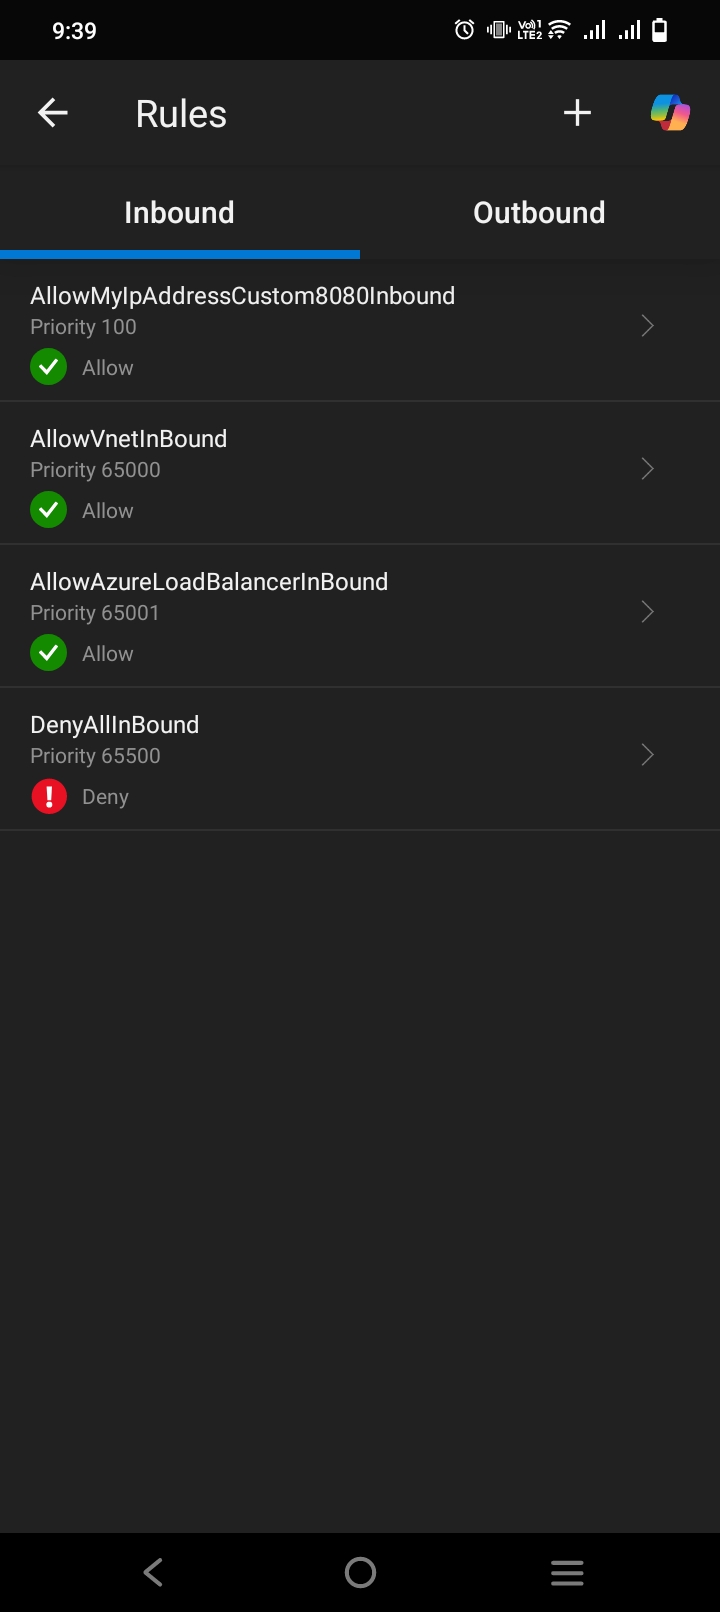 9:39
Vo)) 1
LTE2
Rules
Inbound
Outbound
AllowMyIpAddressCustom8080Inbound
Priority 100
Allow
AllowVnetInBound
Priority 65000
Allow
AllowAzureLoadBalancerInBound
Priority 65001
Allow
DenyAllInBound
Priority 65500
Deny